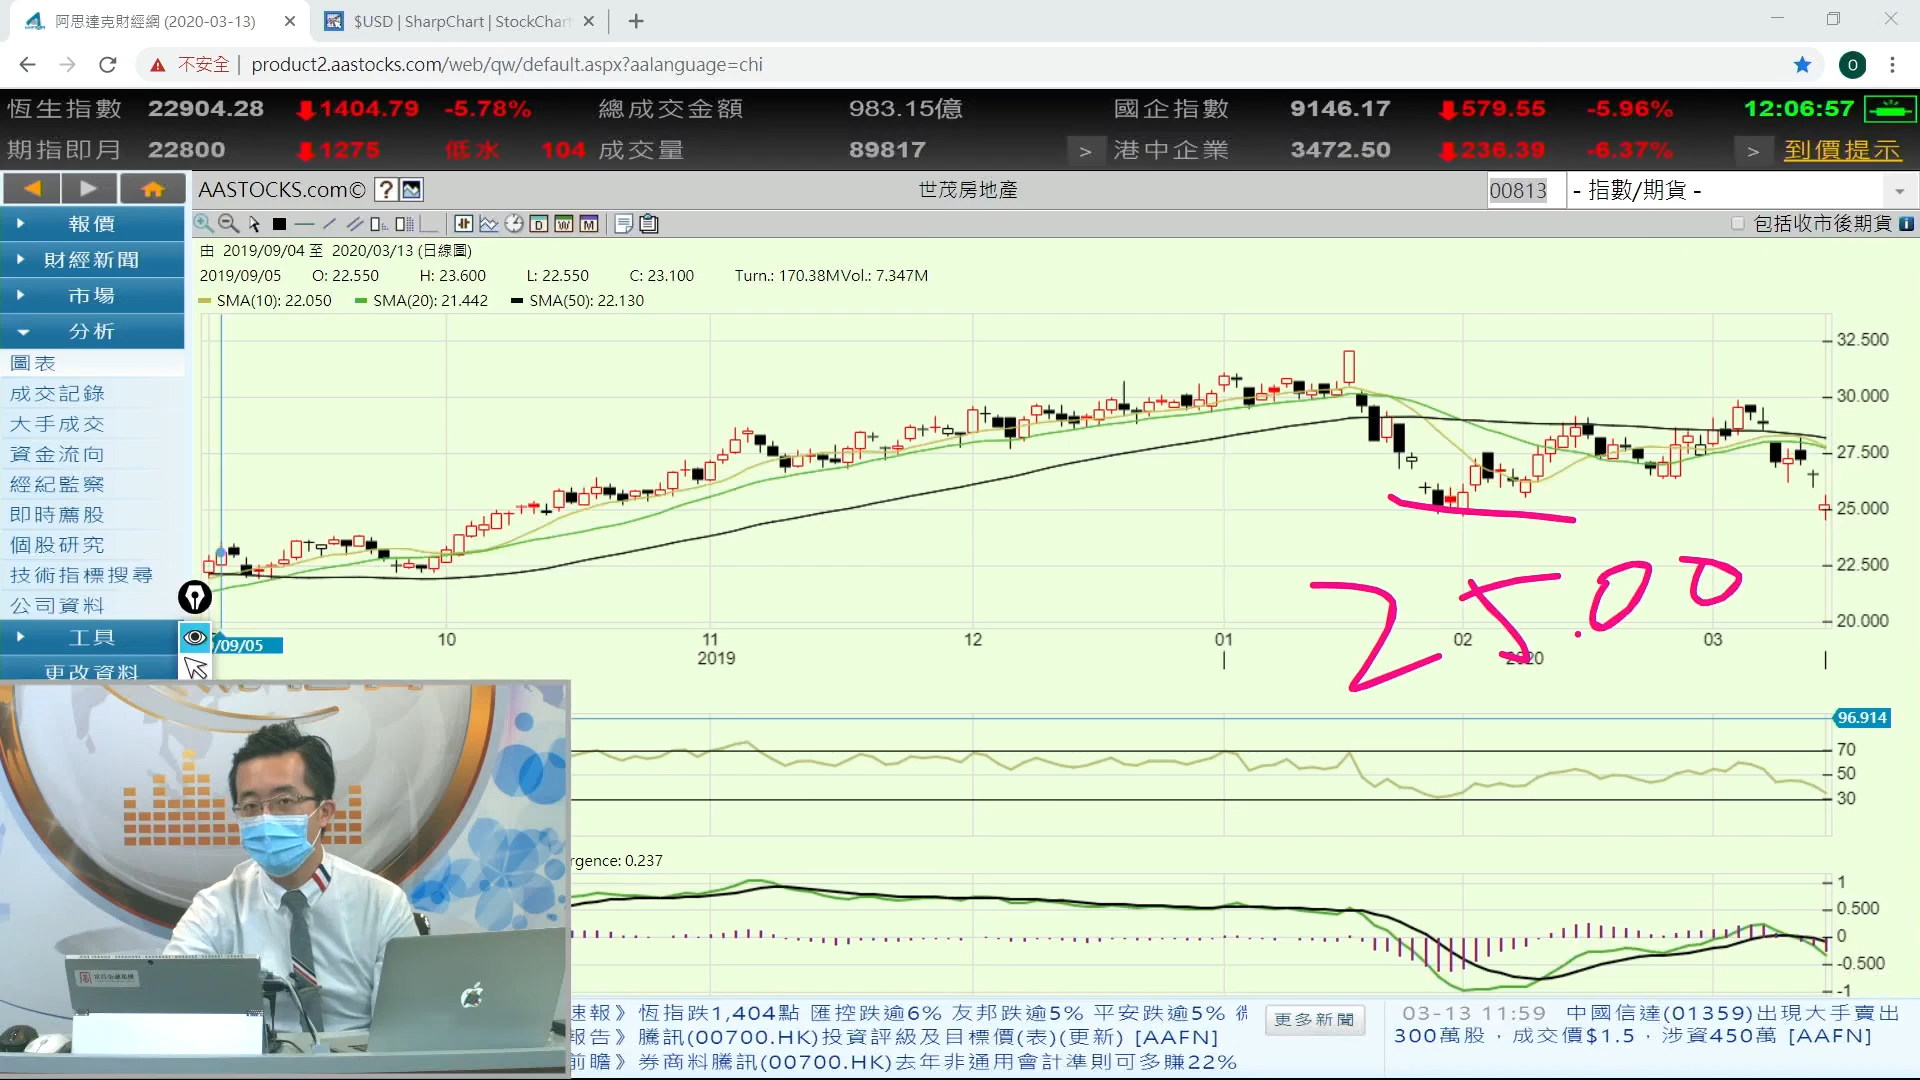 阿思達克財經網 (2020-03-13)
$USD | SharpChart | StockChart
不安全 | product2.aastocks.com/web/qw/default.aspx?aalanguage=chi
恆生指數 22904.28 1404.79 -5.78% 總成交金額 983.15億 國企指數 9146.17 579.55 -5.96% 12:06:57
期指即月 22800 1275 低水 104 成交量 89817 > 港中企業 3472.50 236.39 -6.37% > 到價提示
AASTOCKS.com© ? 世茂房地產 00813 - 指數/期貨 -
D W M 包括收市後期貨
由 2019/09/04 至 2020/03/13 (日線圖)
2019/09/05 O: 22.550 H: 23.600 L: 22.550 C: 23.100 Turn.: 170.38MVol.: 7.347M
SMA(10): 22.050 SMA(20): 21.442 SMA(50): 22.130
報價
財經新聞
市場
分析
圖表
成交記錄
大手成交
資金流向
經紀監察
即時薦股
個股研究
技術指標搜尋
公司資料
工具
更改資料
32.500
30.000
27.500
25.000
22.500
20.000
25.00
/09/05 10 11 12 01 02 03
2019 2020
96.914
70
50
30
rgence: 0.237
1
0.500
0
-0.500
-1
速報》恆指跌1,404點 匯控跌逾6% 友邦跌逾5% 平安跌逾5%
報告》騰訊(00700.HK)投資評級及目標價(表)(更新) [AAFN]
前瞻》券商料騰訊(00700.HK)去年非通用會計準則可多賺22%
更多新聞
03-13 11:59 中國信達(01359)出現大手賣出
300萬股，成交價$1.5，涉資450萬 [AAFN]